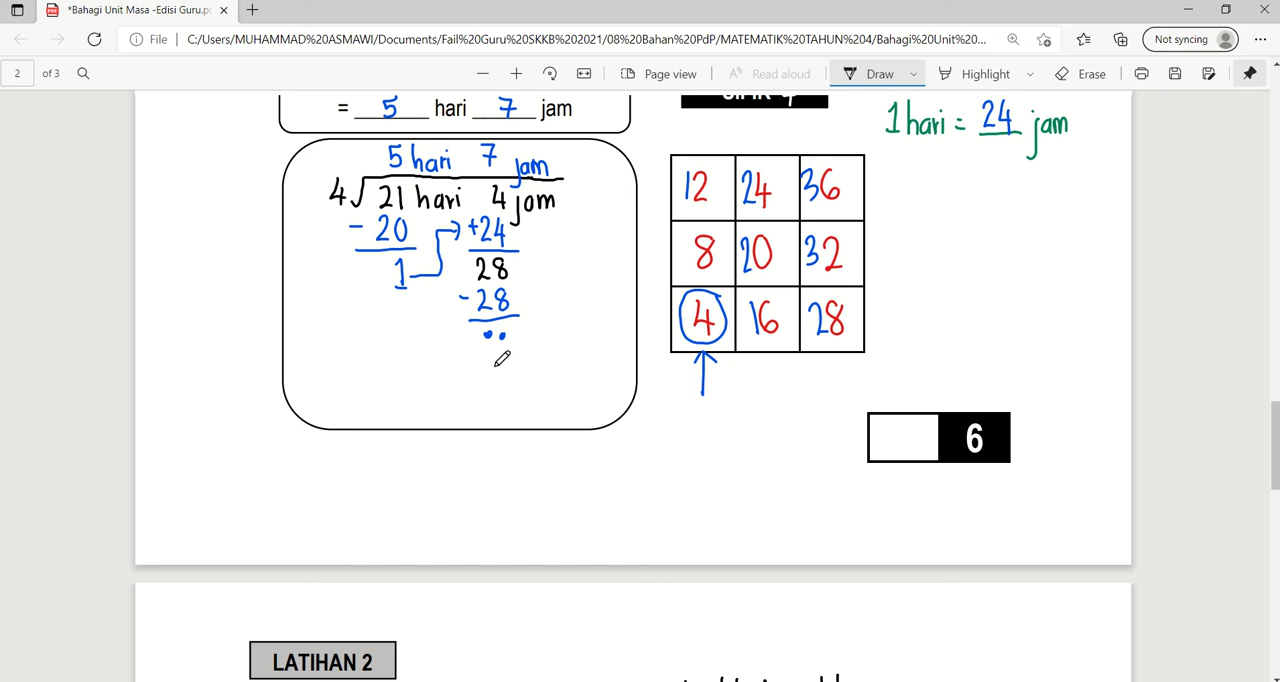 *Bahagi Unit Masa -Edisi Guru.p
File C:/Users/MUHAMMAD%20ASMAWI/Documents/Fail%20Guru%20SKKB%202021/08%20Bahan%20PdP/MATEMATIK%20TAHUN%204/Bahagi%20Unit%20... Not syncing
2 of 3 Page view Read aloud Draw Highlight Erase
= 5 hari 7 jam
1 hari = 24 jam
5 hari 7 jam
4 21 hari 4 jam
- 20 +24
1 28
- 28
12 24 36
8 20 32
4 16 28
6
LATIHAN 2